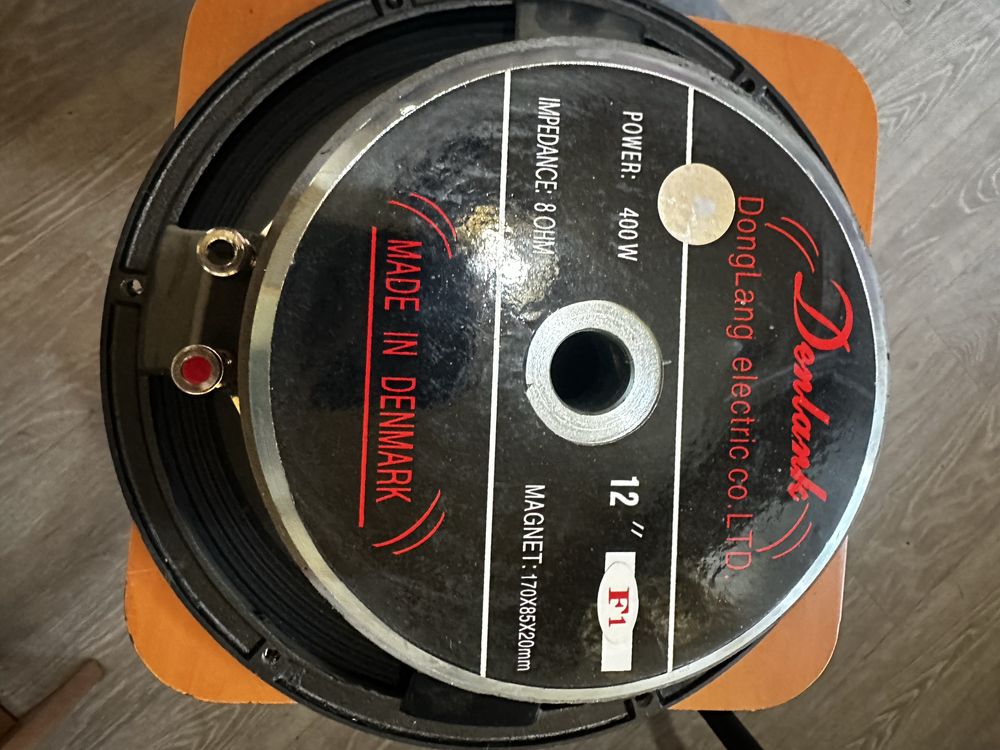 Denlank
DongLang electric co.LTD.
POWER: 400W
12"
F1
IMPEDANCE: 8 OHM
MAGNET: 170X85X20mm
MADE IN DENMARK